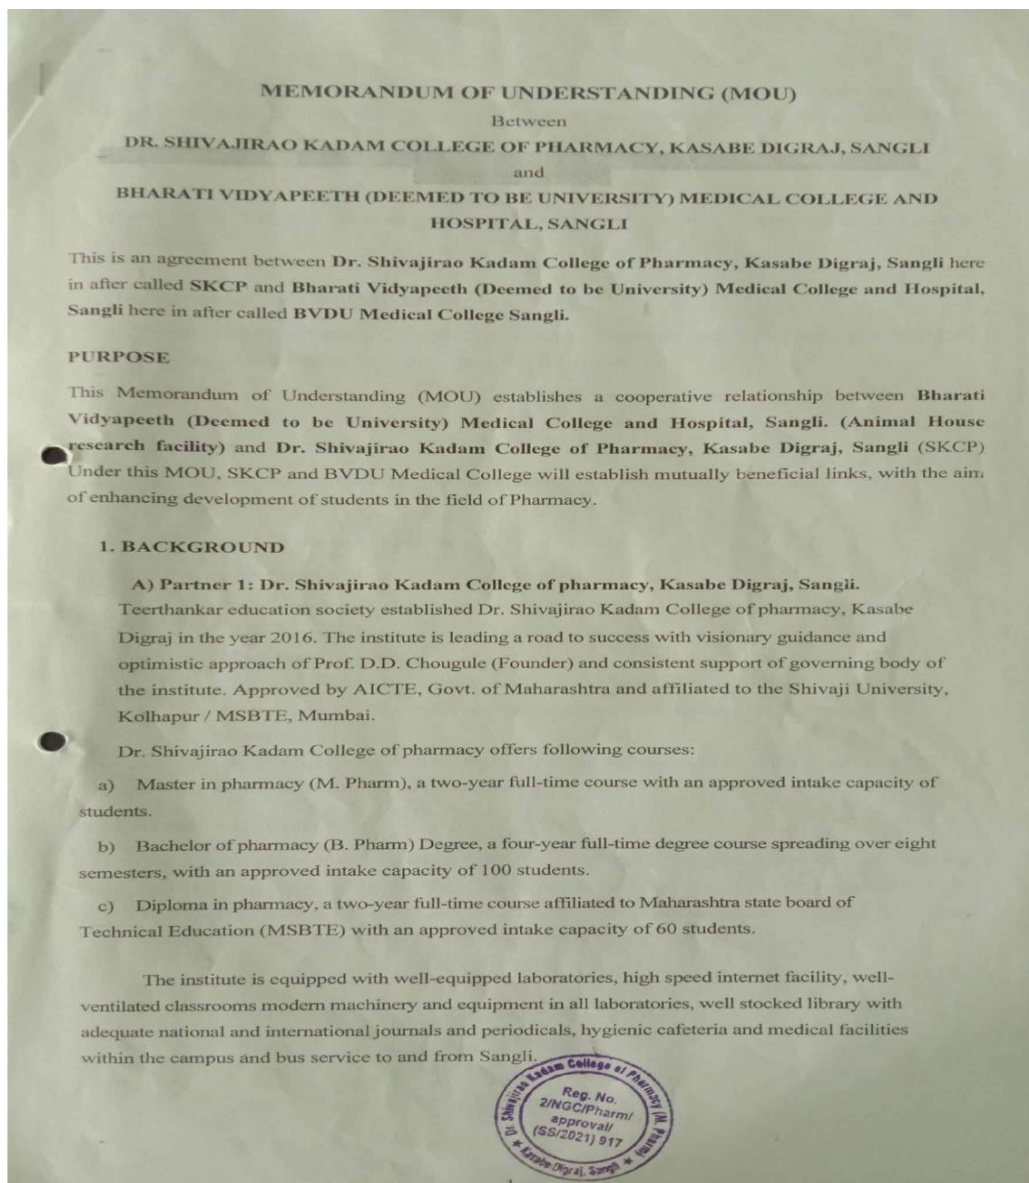 MEMORANDUM OF UNDERSTANDING (MOU)
Between
DR. SHIVAJIRAO KADAM COLLEGE OF PHARMACY, KASABE DIGRAJ, SANGLI
and
BHARATI VIDYAPEETH (DEEMED TO BE UNIVERSITY) MEDICAL COLLEGE AND
HOSPITAL, SANGLI
This is an agreement between Dr. Shivajirao Kadam College of Pharmacy, Kasabe Digraj, Sangli here
in after called SKCP and Bharati Vidyapeeth (Deemed to be University) Medical College and Hospital,
Sangli here in after called BVDU Medical College Sangli.
PURPOSE
This Memorandum of Understanding (MOU) establishes a cooperative relationship between Bharati
Vidyapeeth (Deemed to be University) Medical College and Hospital, Sangli. (Animal House
research facility) and Dr. Shivajirao Kadam College of Pharmacy, Kasabe Digraj, Sangli (SKCP)
Under this MOU, SKCP and BVDU Medical College will establish mutually beneficial links, with the aim
of enhancing development of students in the field of Pharmacy.
1. BACKGROUND
A) Partner 1: Dr. Shivajirao Kadam College of pharmacy, Kasabe Digraj, Sangli.
Teerthankar education society established Dr. Shivajirao Kadam College of pharmacy, Kasabe
Digraj in the year 2016. The institute is leading a road to success with visionary guidance and
optimistic approach of Prof. D.D. Chougule (Founder) and consistent support of governing body of
the institute. Approved by AICTE, Govt. of Maharashtra and affiliated to the Shivaji University,
Kolhapur / MSBTE, Mumbai.
Dr. Shivajirao Kadam College of pharmacy offers following courses:
a) Master in pharmacy (M. Pharm), a two-year full-time course with an approved intake capacity of
students.
b) Bachelor of pharmacy (B. Pharm) Degree, a four-year full-time degree course spreading over eight
semesters, with an approved intake capacity of 100 students.
c) Diploma in pharmacy, a two-year full-time course affiliated to Maharashtra state board of
Technical Education (MSBTE) with an approved intake capacity of 60 students.
The institute is equipped with well-equipped laboratories, high speed internet facility, well-
ventilated classrooms modern machinery and equipment in all laboratories, well stocked library with
adequate national and international journals and periodicals, hygienic cafeteria and medical facilities
within the campus and bus service to and from Sangli.
Dr. Shivajirao Kadam College of Pharmacy (M. Pharm)
Reg. No.
2/NGC/Pharm/
approval/
(SS/2021) 917
★ Kasabe-Digraj, Sangli ★